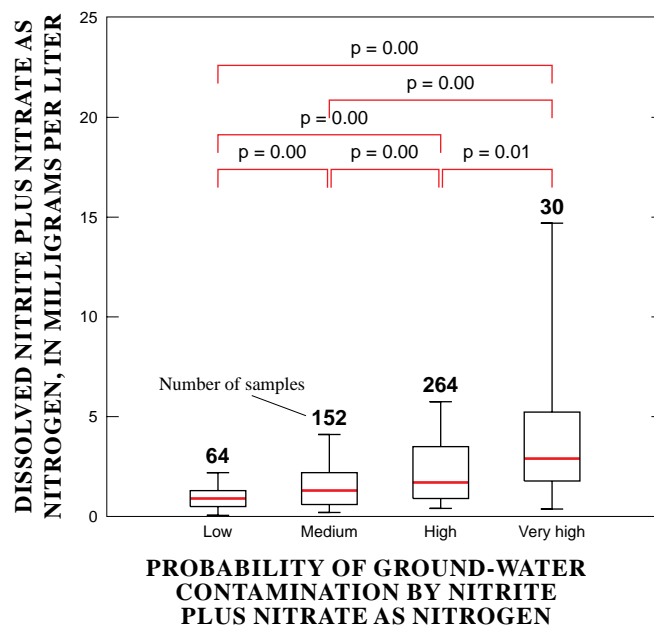 DISSOLVED NITRITE PLUS NITRATE AS
NITROGEN, IN MILLIGRAMS PER LITER
25
20
15
10
5
0
p = 0.00
p = 0.00
p = 0.00
p = 0.00
p = 0.00
p = 0.01
30
264
Number of samples
152
64
Low
Medium
High
Very high
PROBABILITY OF GROUND-WATER
CONTAMINATION BY NITRITE
PLUS NITRATE AS NITROGEN